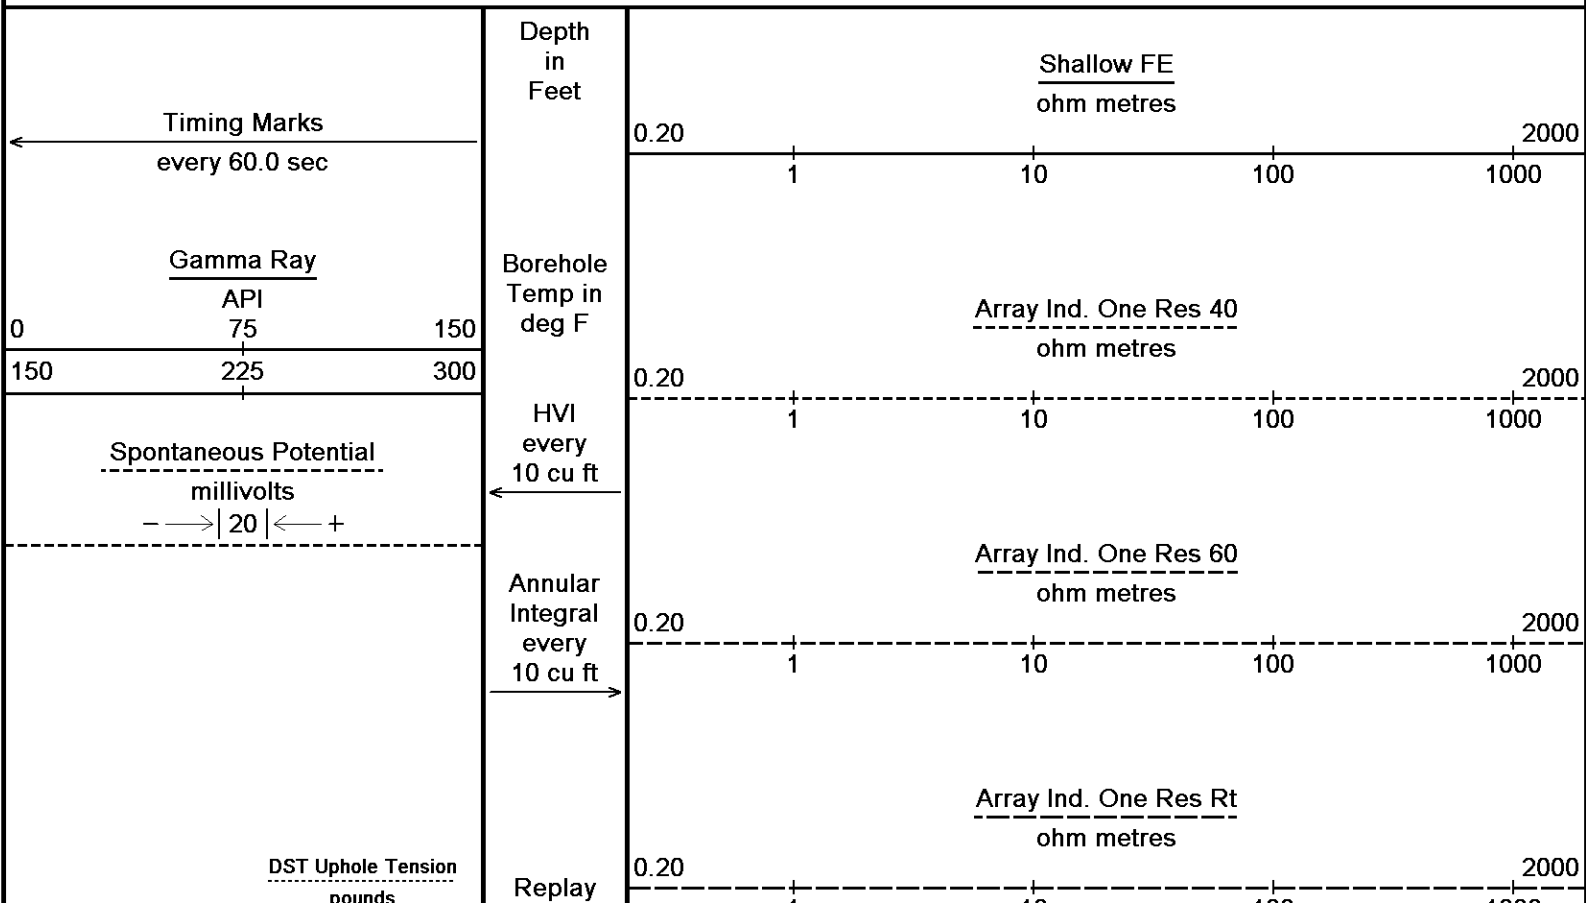 Timing Marks
every 60.0 sec
Gamma Ray
API
0 75 150
150 225 300
Spontaneous Potential
millivolts
− 20 +
DST Uphole Tension
pounds
Depth
in
Feet
Borehole
Temp in
deg F
HVI
every
10 cu ft
Annular
Integral
every
10 cu ft
Replay
Shallow FE
ohm metres
0.20 2000
1 10 100 1000
Array Ind. One Res 40
ohm metres
0.20 2000
1 10 100 1000
Array Ind. One Res 60
ohm metres
0.20 2000
1 10 100 1000
Array Ind. One Res Rt
ohm metres
0.20 2000